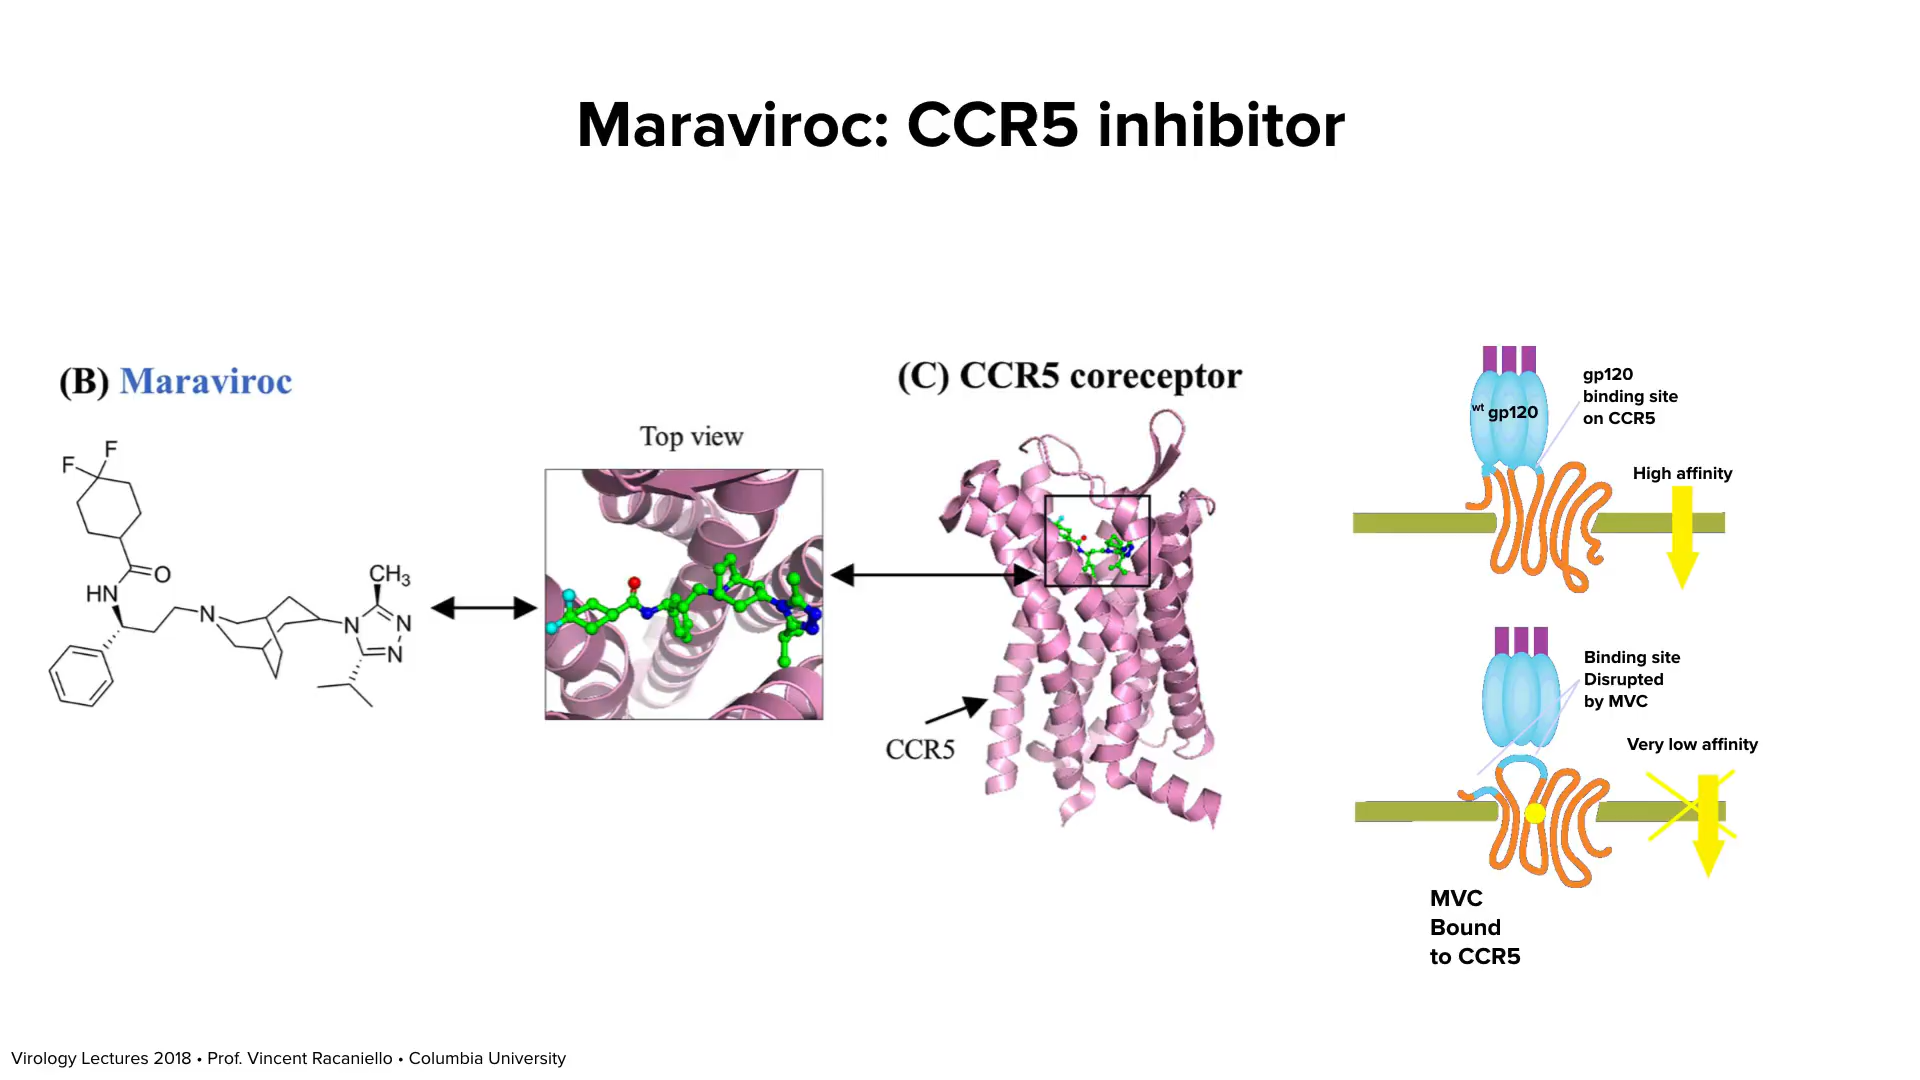 Maraviroc: CCR5 inhibitor
(B) Maraviroc
F
F
O
HN
N
CH3
N
N
N
Top view
(C) CCR5 coreceptor
CCR5
wt gp120
gp120
binding site
on CCR5
High affinity
Binding site
Disrupted
by MVC
Very low affinity
MVC
Bound
to CCR5
Virology Lectures 2018 • Prof. Vincent Racaniello • Columbia University